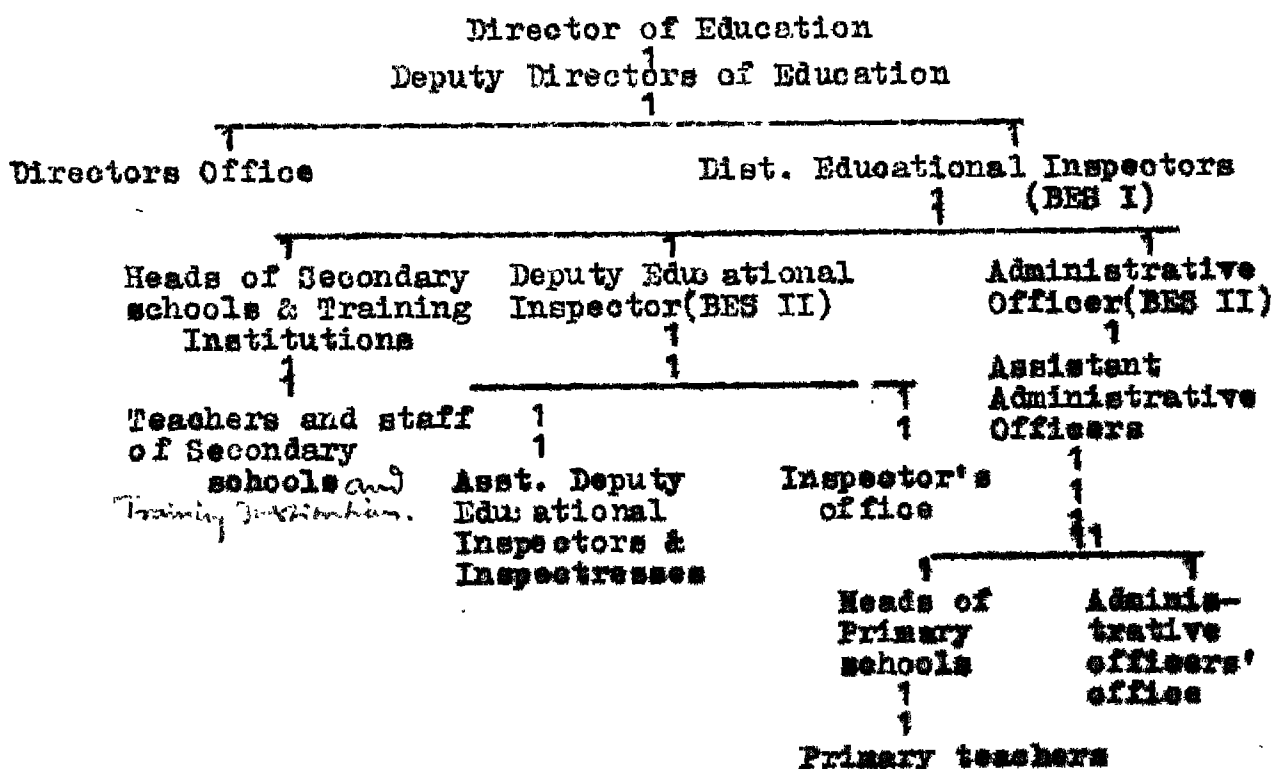 Director of Education
Deputy Directors of Education
Directors Office
Dist. Educational Inspectors
(BES I)
Heads of Secondary
schools & Training
Institutions
Deputy Educational
Inspector(BES II)
Administrative
Officer(BES II)
Assistant
Administrative
Officers
Teachers and staff
of Secondary
schools and
Training Institution.
Asst. Deputy
Educational
Inspectors &
Inspectresses
Inspector's
office
Heads of
Primary
schools
Adminis-
trative
officers'
office
Primary teachers